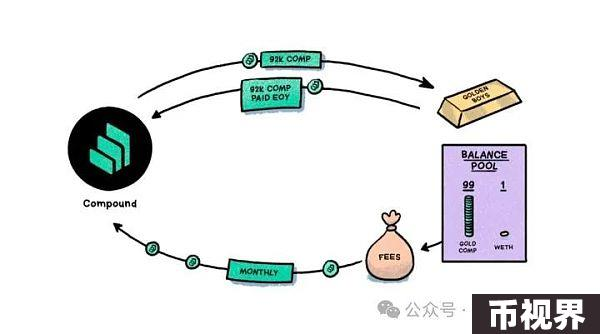 92K COMP
92K COMP
PAID EOY
GOLDEN
BOYS
Compound
BALANCE
POOL
99 1
GOLD
COMP
WETH
FEES
MONTHLY
公众号 ·
币视界